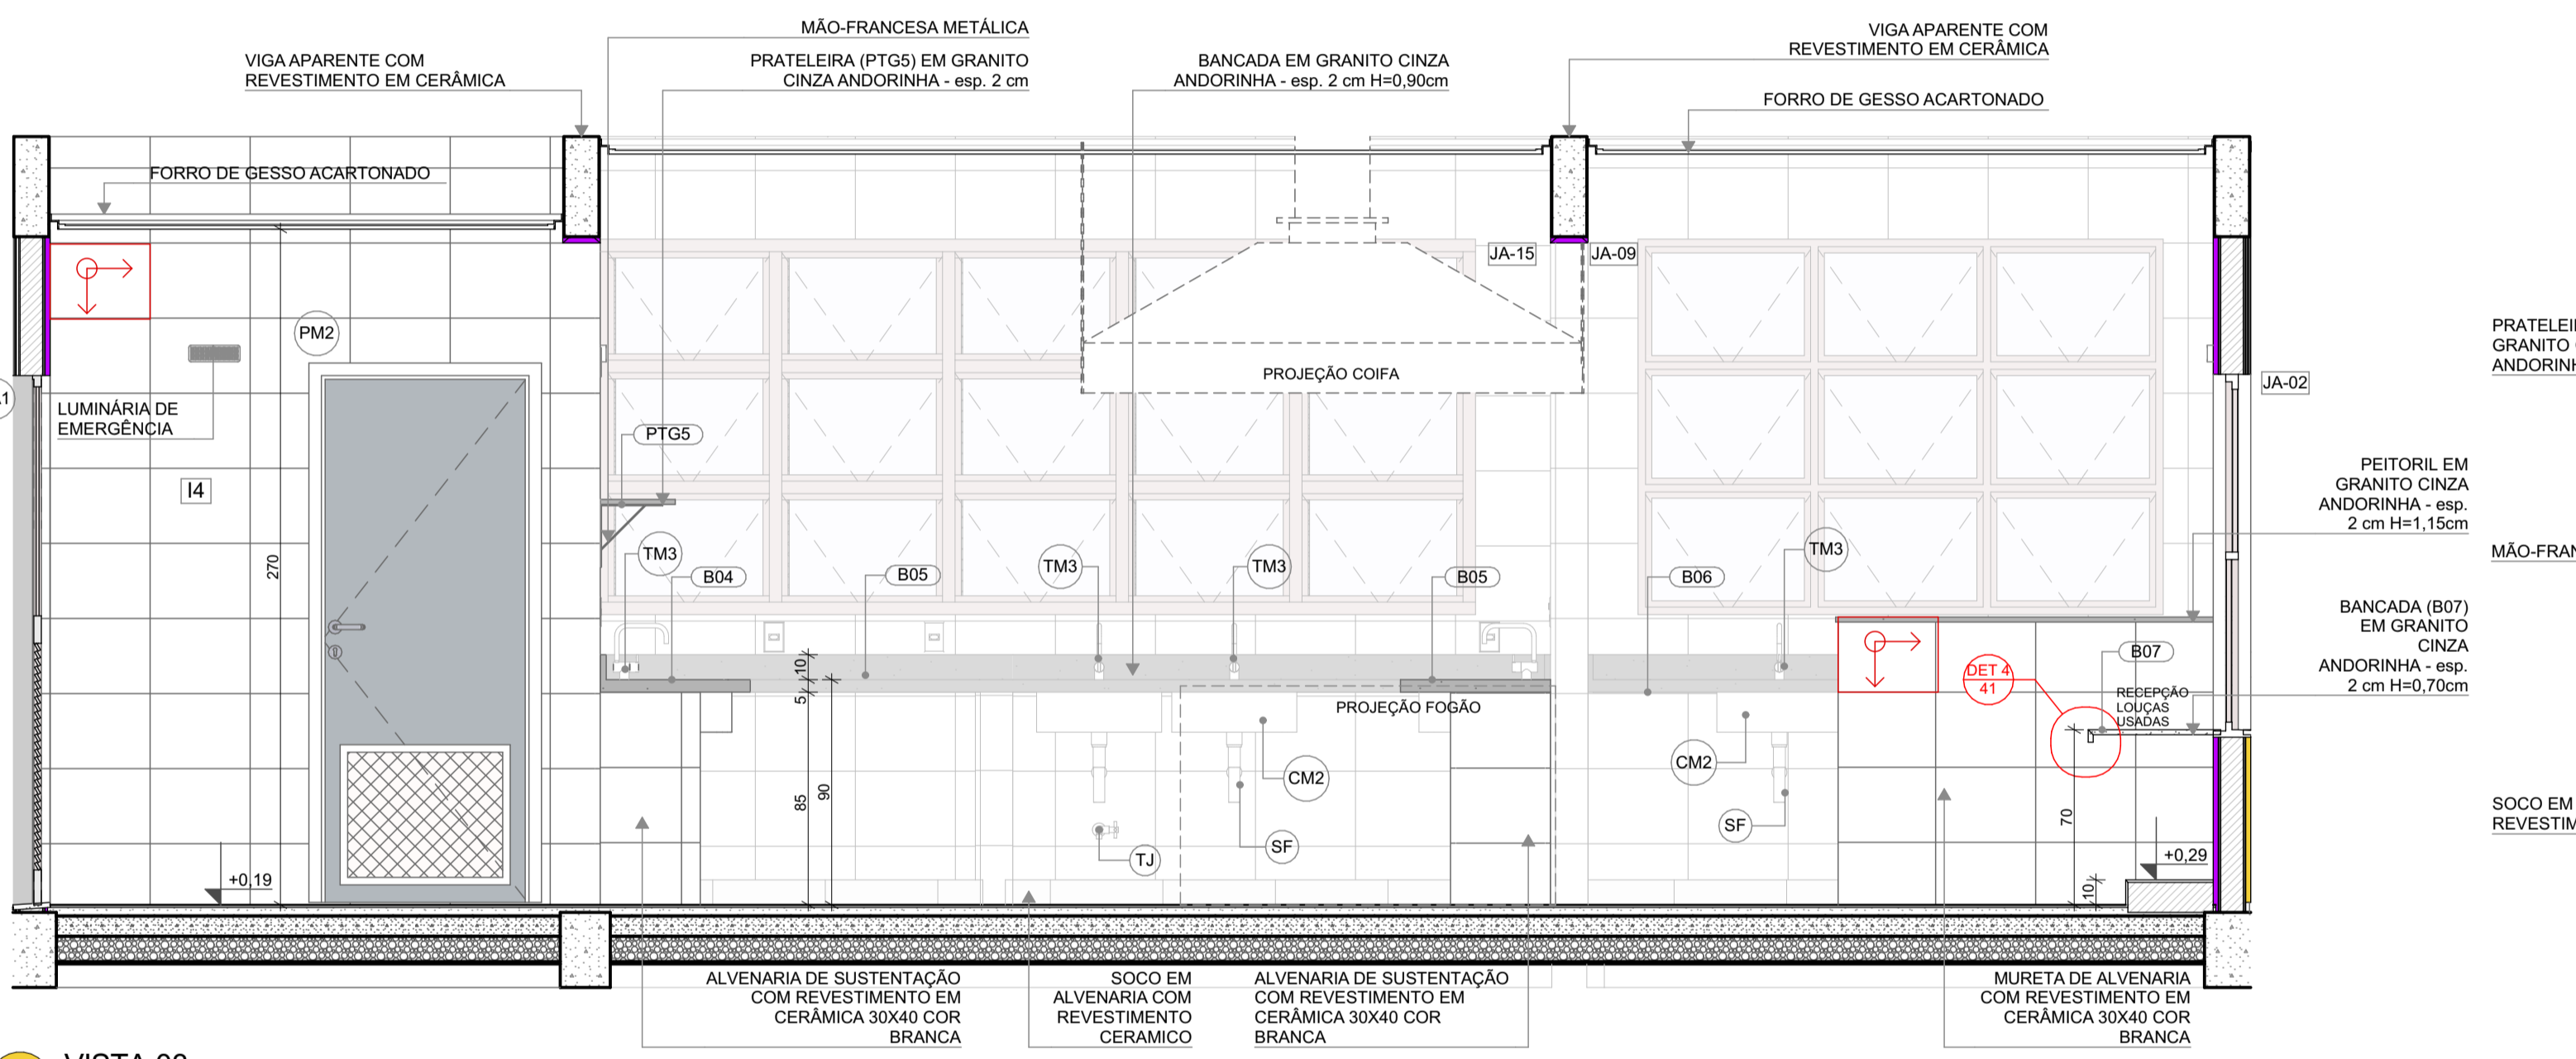 MÃO-FRANCESA METÁLICA
VIGA APARENTE COM
REVESTIMENTO EM CERÂMICA
PRATELEIRA (PTG5) EM GRANITO
CINZA ANDORINHA - esp. 2 cm
BANCADA EM GRANITO CINZA
ANDORINHA - esp. 2 cm H=0,90cm
VIGA APARENTE COM
REVESTIMENTO EM CERÂMICA
FORRO DE GESSO ACARTONADO
FORRO DE GESSO ACARTONADO
JA-15
JA-09
PM2
PROJEÇÃO COIFA
JA-02
LUMINÁRIA DE
EMERGÊNCIA
PTG5
I4
270
TM3
B04
B05
TM3
TM3
B05
B06
TM3
PEITORIL EM
GRANITO CINZA
ANDORINHA - esp.
2 cm H=1,15cm
BANCADA (B07)
EM GRANITO
CINZA
ANDORINHA - esp.
2 cm H=0,70cm
10
5
85
90
PROJEÇÃO FOGÃO
CM2
SF
TJ
CM2
SF
DET 4
41
B07
RECEPÇÃO
LOUÇAS
USADAS
70
10
+0,19
+0,29
GRANITO
MÃO-FRAN
SOCO EM
ALVENARIA DE SUSTENTAÇÃO
COM REVESTIMENTO EM
CERÂMICA 30X40 COR
BRANCA
SOCO EM
ALVENARIA COM
REVESTIMENTO
CERAMICO
ALVENARIA DE SUSTENTAÇÃO
COM REVESTIMENTO EM
CERÂMICA 30X40 COR
BRANCA
MURETA DE ALVENARIA
COM REVESTIMENTO EM
CERÂMICA 30X40 COR
BRANCA